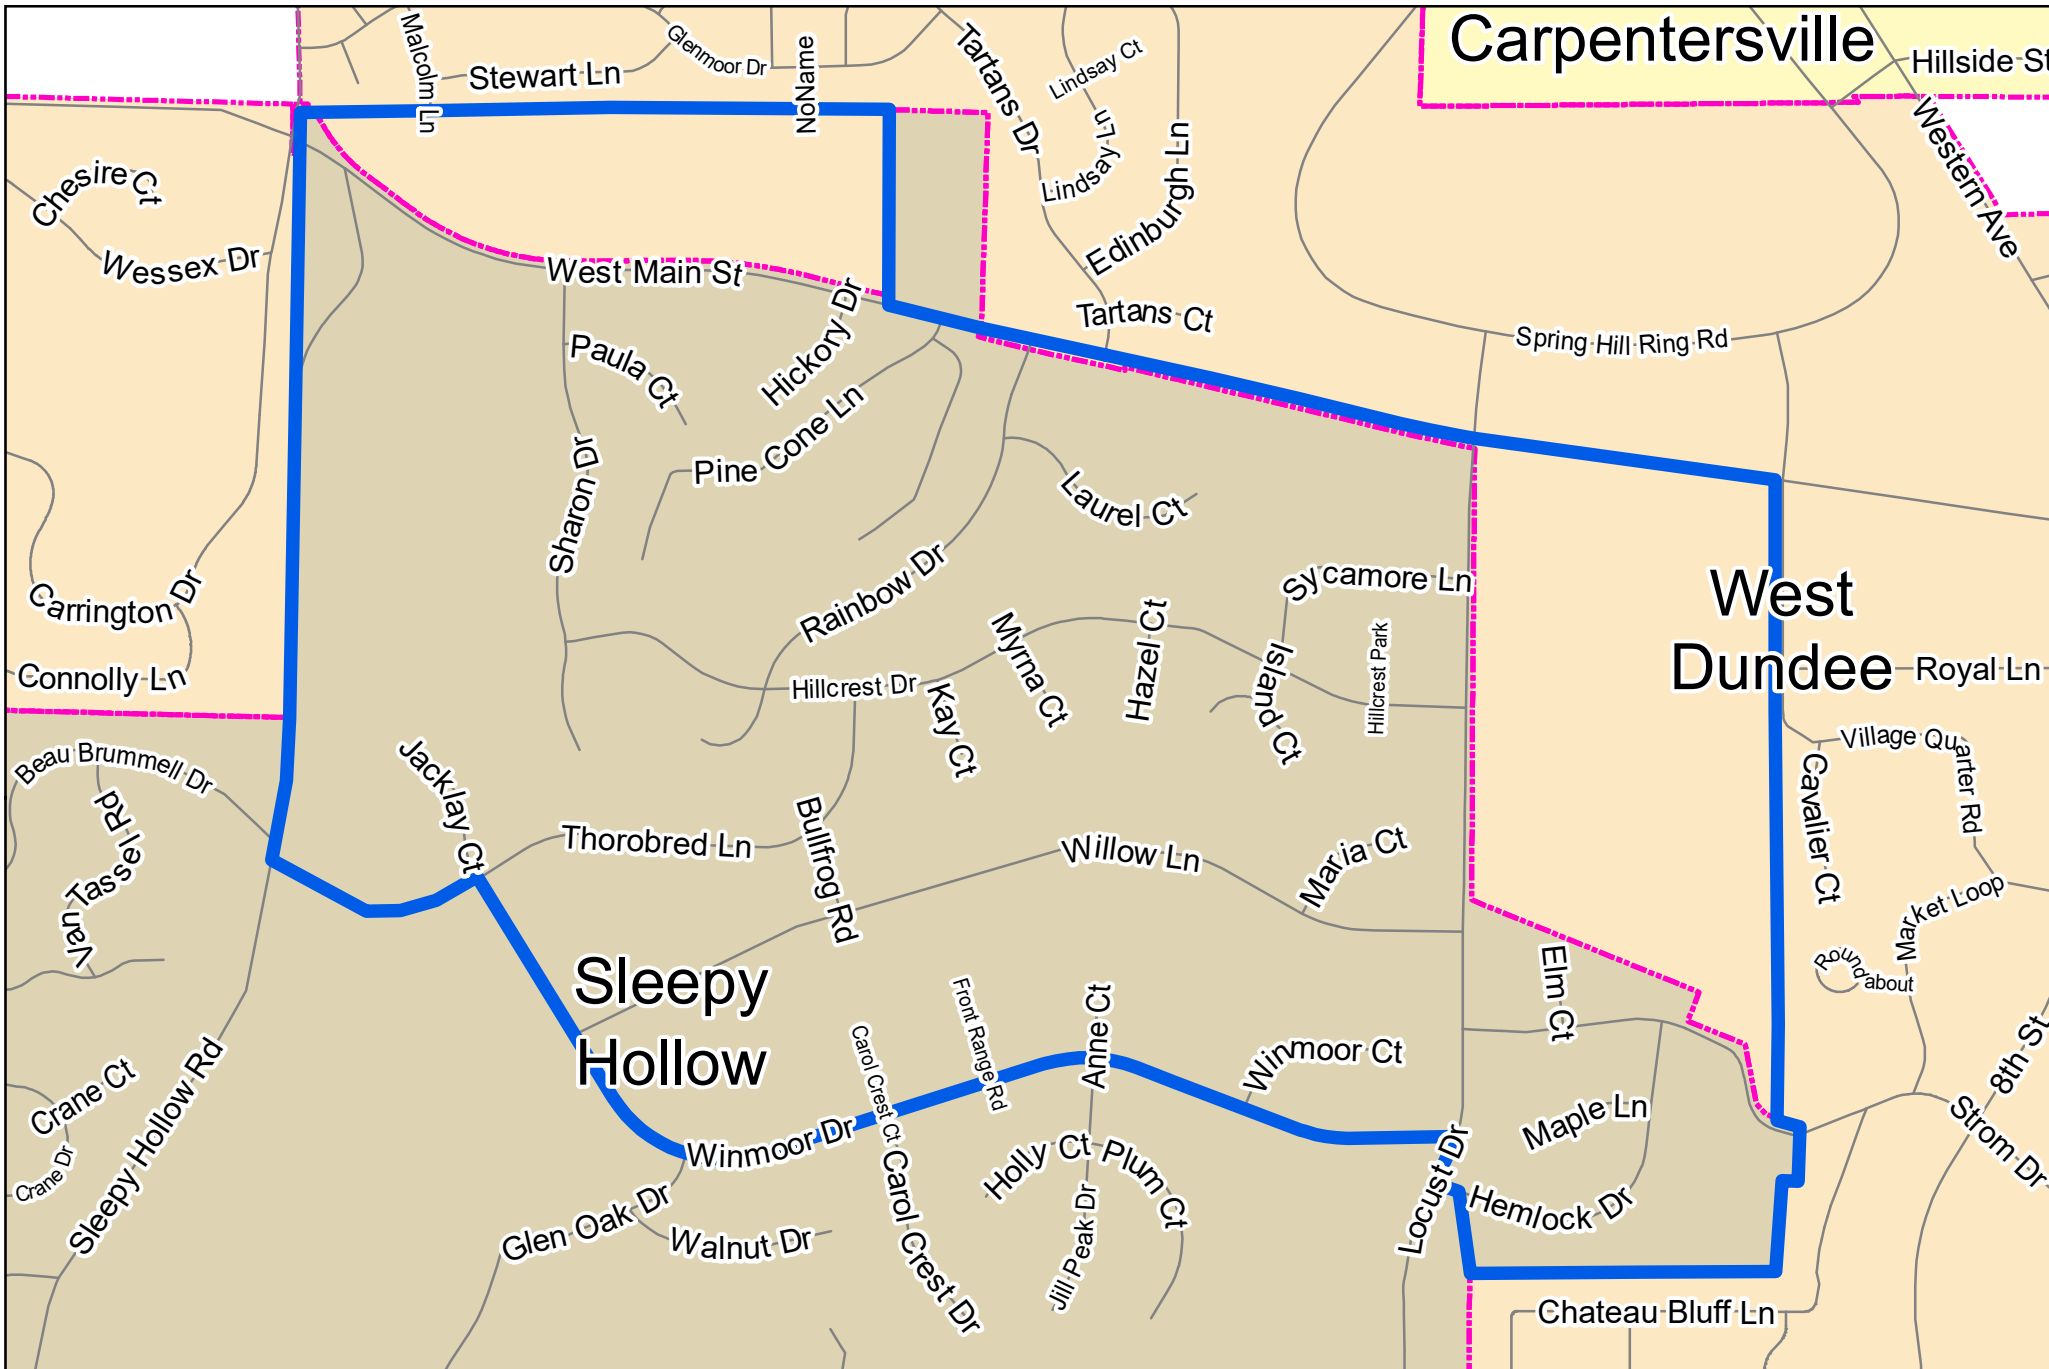 Carpentersville
Malcolm Ln
Stewart Ln
Glenmoor Dr
NoName
Tartans Dr
Lindsay Ct
Lindsay Ln
Edinburgh Ln
Hillside St
Western Ave
Chesire Ct
Wessex Dr
West Main St
Hickory Dr
Tartans Ct
Spring Hill Ring Rd
Paula Ct
Pine Cone Ln
Sharon Dr
Laurel Ct
Rainbow Dr
Sycamore Ln
West
Dundee
Carrington Dr
Connolly Ln
Myrna Ct
Hazel Ct
Island Ct
Hillcrest Park
Hillcrest Dr
Kay Ct
Royal Ln
Village Quarter Rd
Cavalier Ct
Beau Brummell Dr
Van Tassel Rd
Jacklay Ct
Thorobred Ln
Bullfrog Rd
Willow Ln
Maria Ct
Market Loop
Roundabout
Elm Ct
Sleepy
Hollow
Front Range Rd
Anne Ct
Carol Crest Ct
Winmoor Ct
Winmoor Dr
8th St
Strom Dr
Crane Ct
Crane Dr
Sleepy Hollow Rd
Maple Ln
Hemlock Dr
Locust Dr
Holly Ct
Plum Ct
Jill Peak Dr
Carol Crest Dr
Glen Oak Dr
Walnut Dr
Chateau Bluff Ln